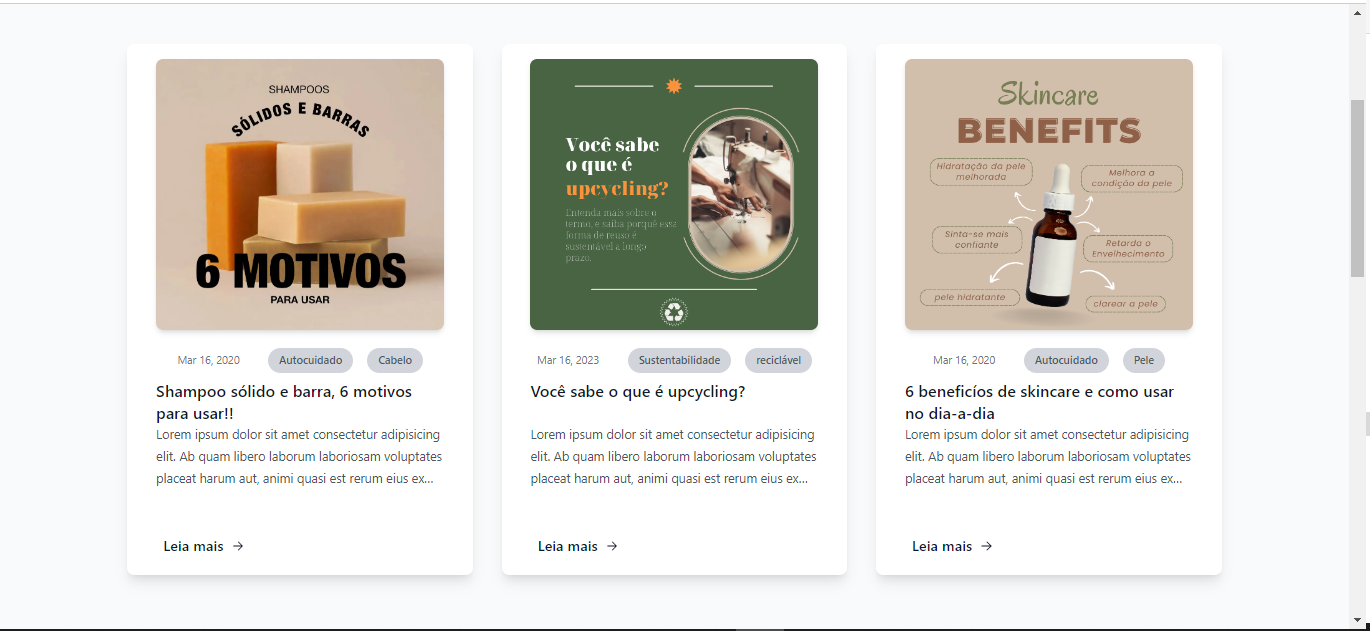 SHAMPOOS
SÓLIDOS E BARRAS
6 MOTIVOS
PARA USAR
Mar 16, 2020
Autocuidado
Cabelo
Shampoo sólido e barra, 6 motivos
para usar!!
Lorem ipsum dolor sit amet consectetur adipisicing
elit. Ab quam libero laborum laboriosam voluptates
placeat harum aut, animi quasi est rerum eius ex...
Leia mais →
Você sabe
o que é
upcycling?
Entenda mais sobre o
termo, e saiba porquê essa
forma de reuso é
sustentável a longo
prazo.
Mar 16, 2023
Sustentabilidade
reciclável
Você sabe o que é upcycling?
Lorem ipsum dolor sit amet consectetur adipisicing
elit. Ab quam libero laborum laboriosam voluptates
placeat harum aut, animi quasi est rerum eius ex...
Leia mais →
Skincare
BENEFITS
Hidratação da pele
melhorada
Melhora a
condição da pele
Sinta-se mais
confiante
Retarda o
Envelhecimento
pele hidratante
clarear a pele
Mar 16, 2020
Autocuidado
Pele
6 beneficíos de skincare e como usar
no dia-a-dia
Lorem ipsum dolor sit amet consectetur adipisicing
elit. Ab quam libero laborum laboriosam voluptates
placeat harum aut, animi quasi est rerum eius ex...
Leia mais →